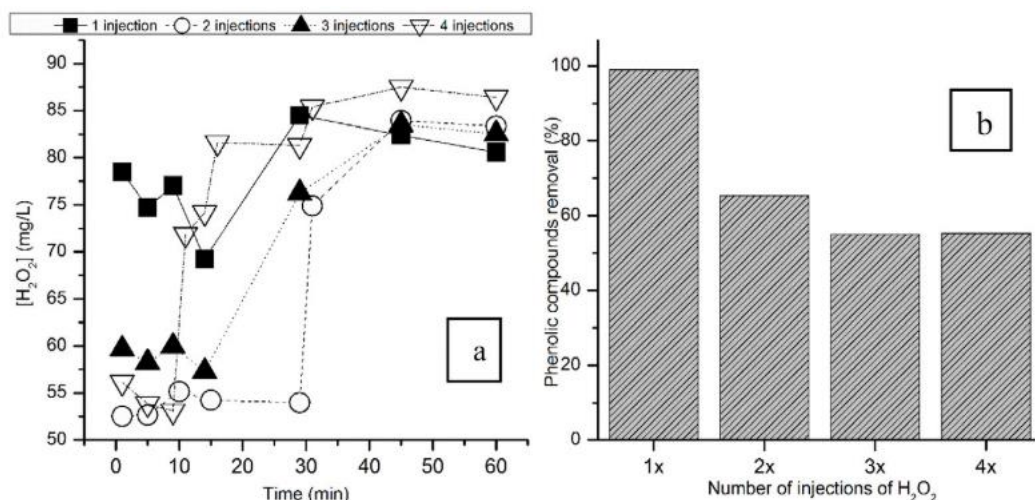 1 injection 2 injections 3 injections 4 injections
[H₂O₂] (mg/L)
90
85
80
75
70
65
60
55
50
0 10 20 30 40 50 60
Time (min)
a
Phenolic compounds removal (%)
100
80
60
40
20
0
1x 2x 3x 4x
Number of injections of H₂O₂
b